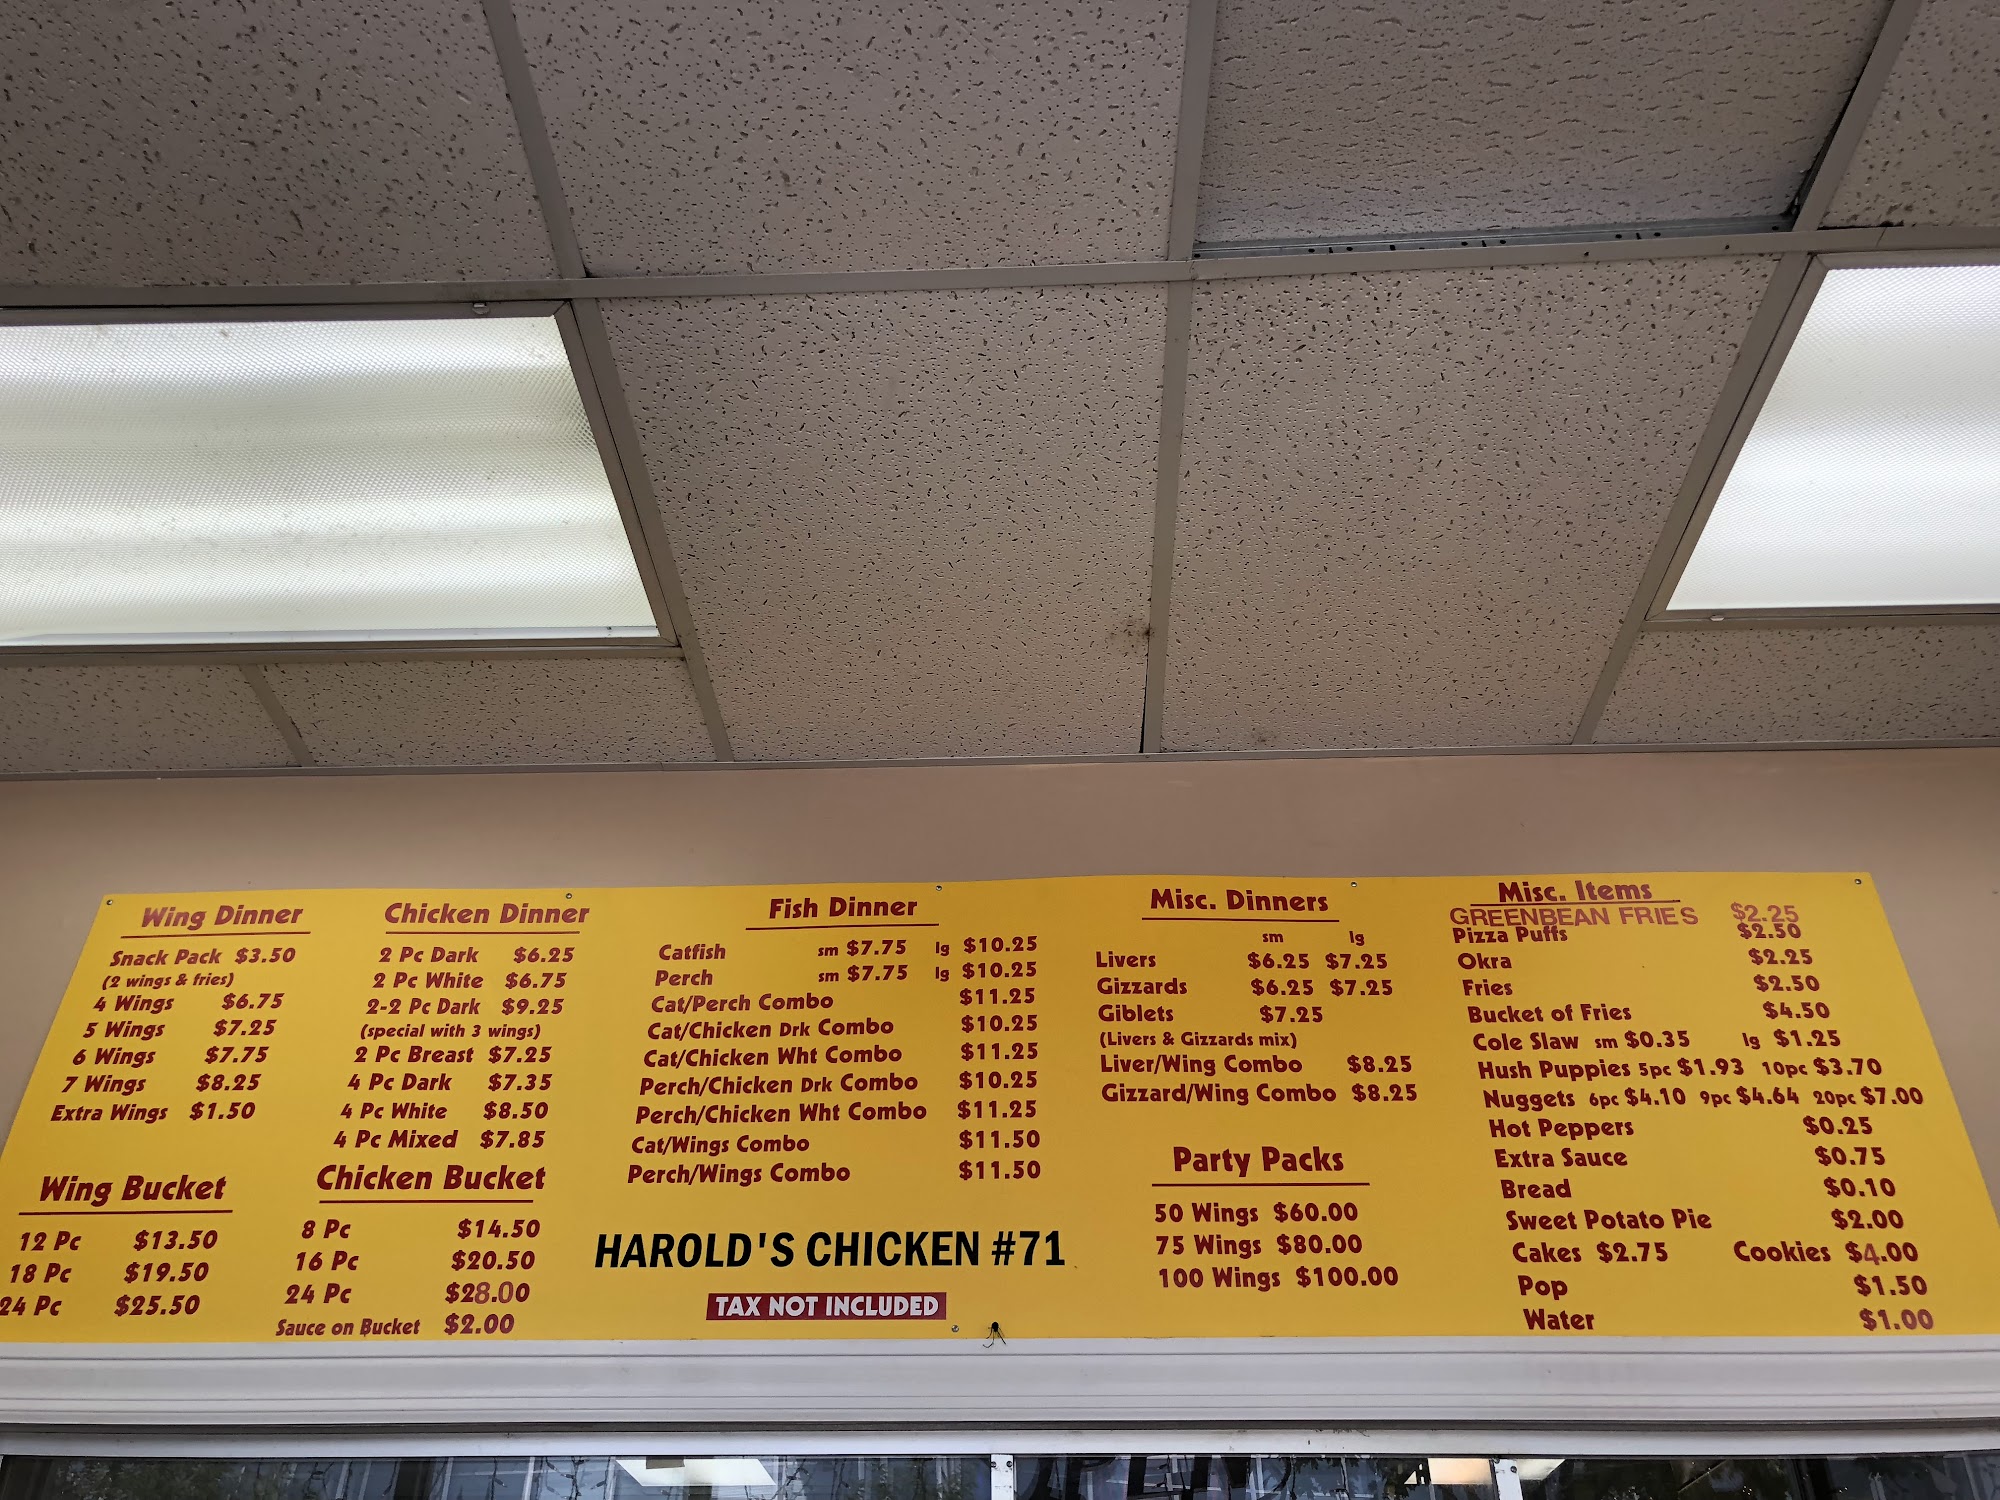 Wing Dinner
Snack Pack $3.50
(2 wings & fries)
4 Wings $6.75
5 Wings $7.25
6 Wings $7.75
7 Wings $8.25
Extra Wings $1.50
Wing Bucket
12 Pc $13.50
18 Pc $19.50
24 Pc $25.50
Chicken Dinner
2 Pc Dark $6.25
2 Pc White $6.75
2-2 Pc Dark $9.25
(special with 3 wings)
2 Pc Breast $7.25
4 Pc Dark $7.35
4 Pc White $8.50
4 Pc Mixed $7.85
Chicken Bucket
8 Pc $14.50
16 Pc $20.50
24 Pc $28.00
Sauce on Bucket $2.00
Fish Dinner
Catfish sm $7.75 lg $10.25
Perch sm $7.75 lg $10.25
Cat/Perch Combo $11.25
Cat/Chicken Drk Combo $10.25
Cat/Chicken Wht Combo $11.25
Perch/Chicken Drk Combo $10.25
Perch/Chicken Wht Combo $11.25
Cat/Wings Combo $11.50
Perch/Wings Combo $11.50
HAROLD'S CHICKEN #71
TAX NOT INCLUDED
Misc. Dinners
sm lg
Livers $6.25 $7.25
Gizzards $6.25 $7.25
Giblets $7.25
(Livers & Gizzards mix)
Liver/Wing Combo $8.25
Gizzard/Wing Combo $8.25
Party Packs
50 Wings $60.00
75 Wings $80.00
100 Wings $100.00
Misc. Items
GREENBEAN FRIES $2.25
Pizza Puffs $2.50
Okra $2.25
Fries $2.50
Bucket of Fries $4.50
Cole Slaw sm $0.35 lg $1.25
Hush Puppies 5pc $1.93 10pc $3.70
Nuggets 6pc $4.10 9pc $4.64 20pc $7.00
Hot Peppers $0.25
Extra Sauce $0.75
Bread $0.10
Sweet Potato Pie $2.00
Cakes $2.75 Cookies $4.00
Pop $1.50
Water $1.00